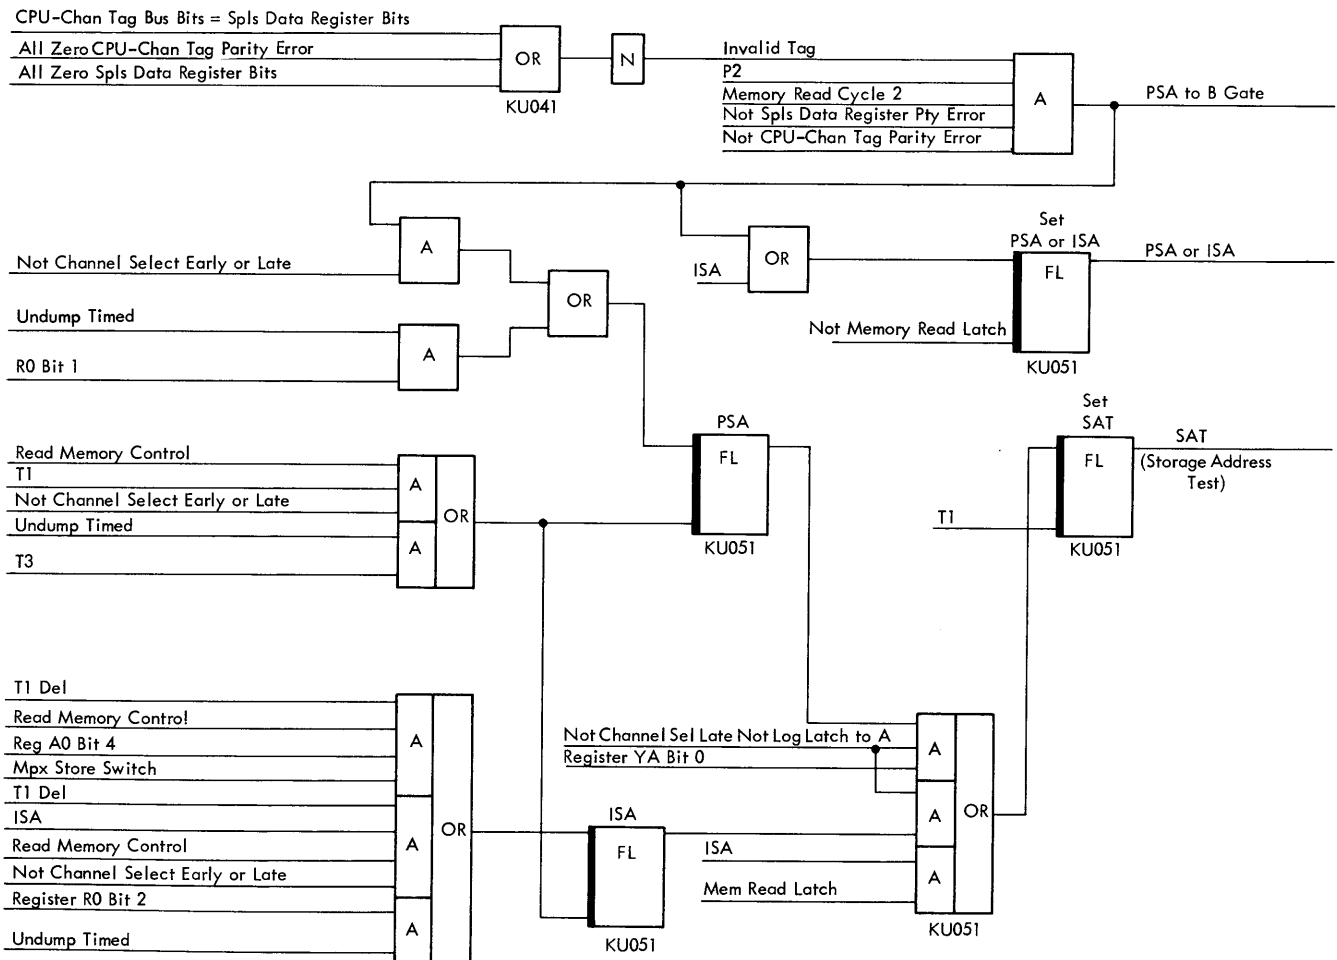 CPU-Chan Tag Bus Bits = Spls Data Register Bits
All Zero CPU-Chan Tag Parity Error
All Zero Spls Data Register Bits
OR
KU041
N
Invalid Tag
P2
Memory Read Cycle 2
Not Spls Data Register Pty Error
Not CPU-Chan Tag Parity Error
A
PSA to B Gate
Not Channel Select Early or Late
A
Undump Timed
R0 Bit 1
A
OR
ISA
OR
Set
PSA or ISA
FL
PSA or ISA
Not Memory Read Latch
KU051
Read Memory Control
T1
Not Channel Select Early or Late
Undump Timed
T3
A
A
OR
PSA
FL
KU051
Set
SAT
FL
SAT
(Storage Address
Test)
T1
KU051
T1 Del
Read Memory Control
Reg A0 Bit 4
Mpx Store Switch
T1 Del
ISA
Read Memory Control
Not Channel Select Early or Late
Register R0 Bit 2
Undump Timed
A
A
A
OR
ISA
FL
KU051
Not Channel Sel Late Not Log Latch to A
Register YA Bit 0
ISA
Mem Read Latch
A
A
A
OR
KU051